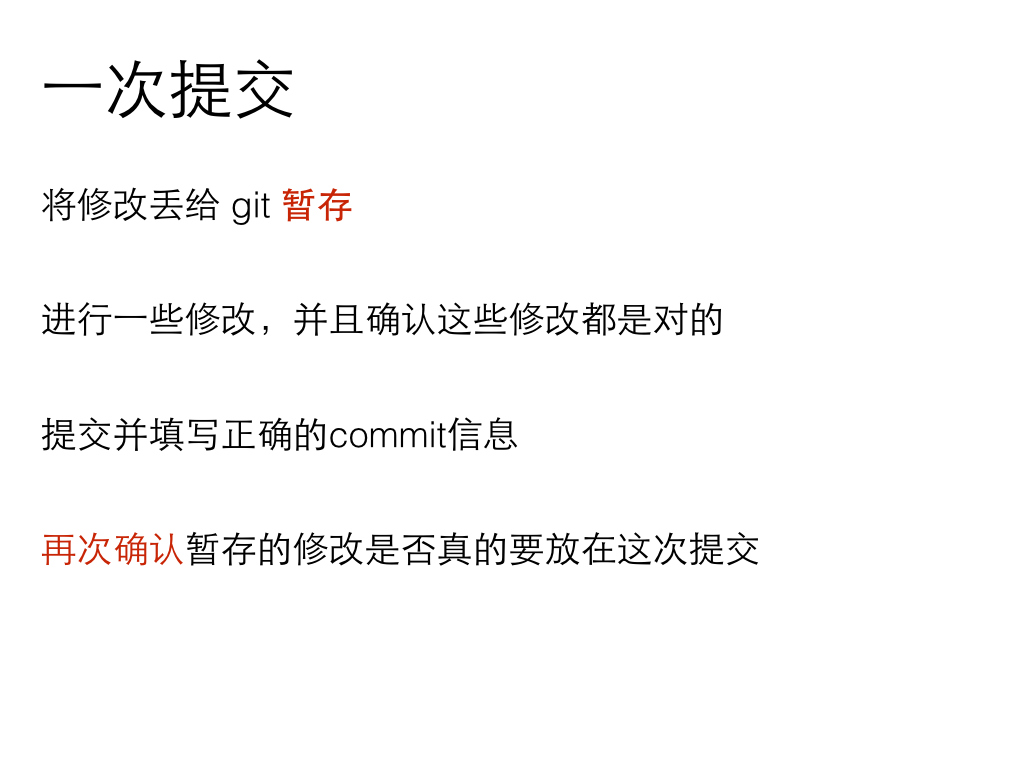 一次提交
将修改丢给 git 暂存
进行一些修改，并且确认这些修改都是对的
提交并填写正确的commit信息
再次确认暂存的修改是否真的要放在这次提交